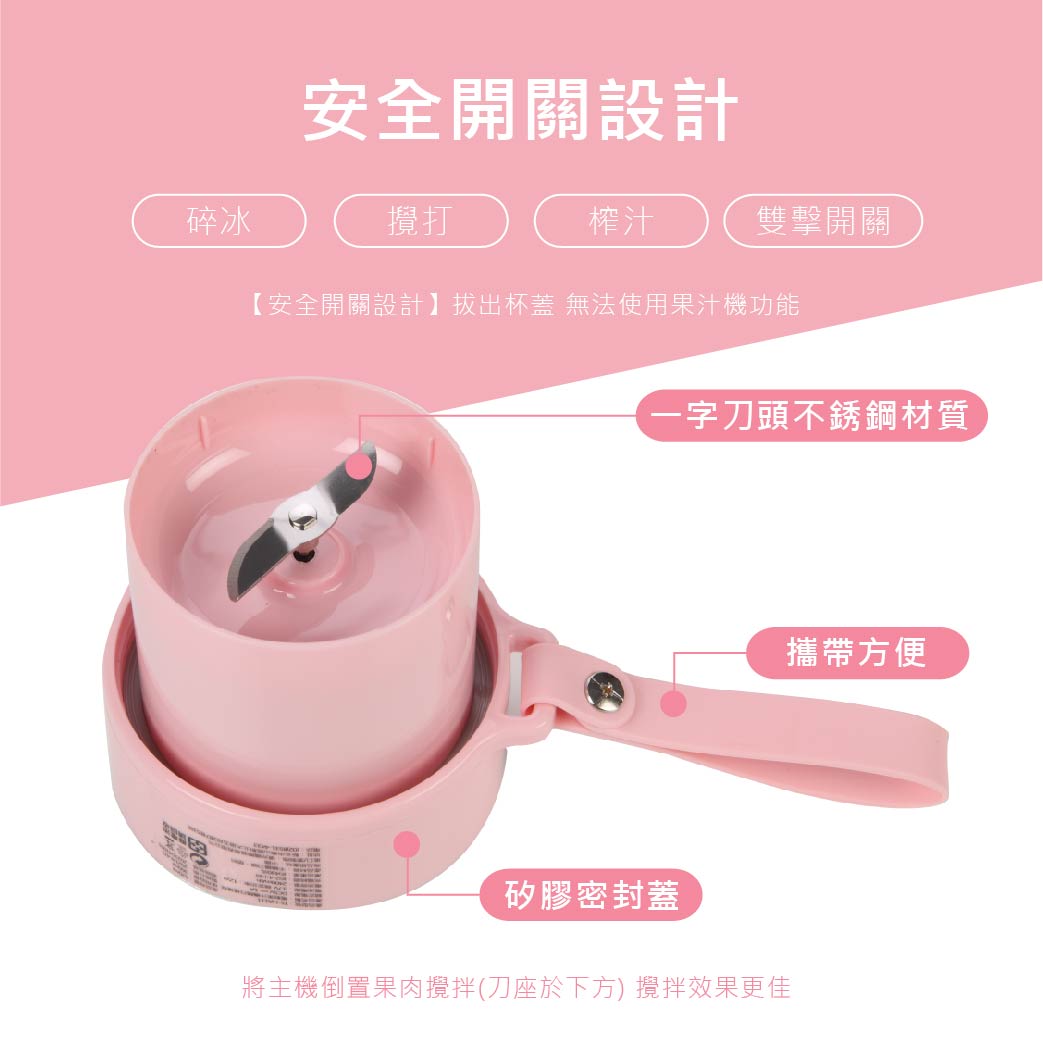 安全開關設計
碎冰
攪打
榨汁
雙擊開關
【安全開關設計】拔出杯蓋 無法使用果汁機功能
一字刀頭不銹鋼材質
攜帶方便
矽膠密封蓋
將主機倒置果肉攪拌(刀座於下方) 攪拌效果更佳